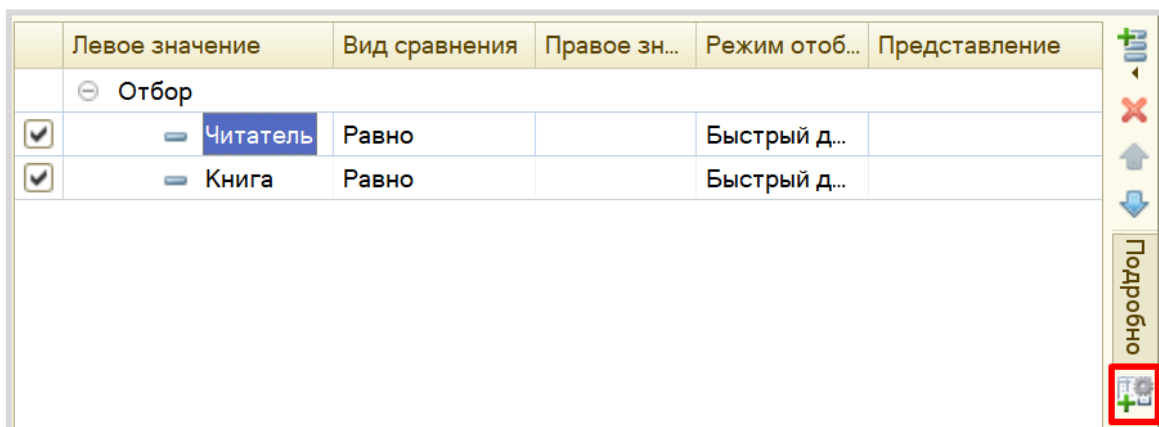 Левое значение Вид сравнения Правое зн... Режим отоб... Представление
Отбор
Читатель Равно Быстрый д...
Книга Равно Быстрый д...
Подробно